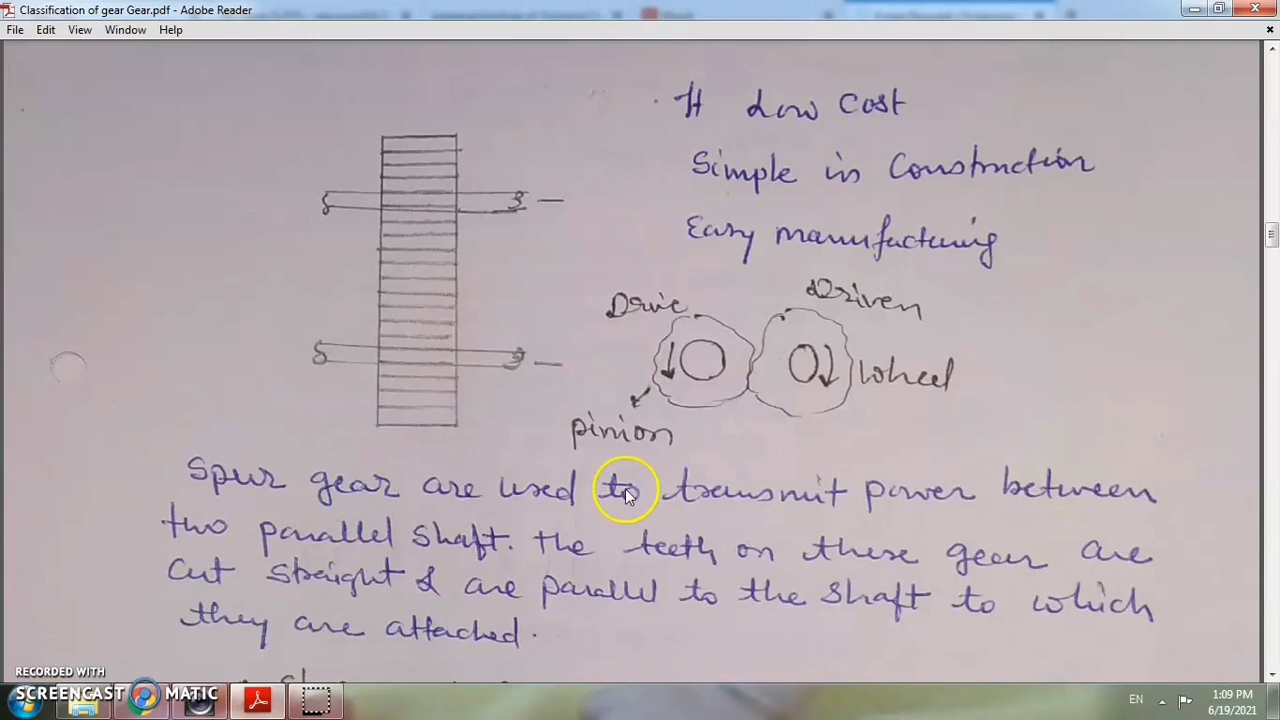 Classification of gear Gear.pdf - Adobe Reader
File Edit View Window Help
It Low cost
Simple in Construction
Easy manufacturing
Drive
Driven
Wheel
pinion
Spur gear are used to transmit power between
two parallel shaft. The teeth on these gear are
cut straight & are parallel to the shaft to which
they are attached.
RECORDED WITH
SCREENCAST MATIC
EN
1:09 PM
6/19/2021